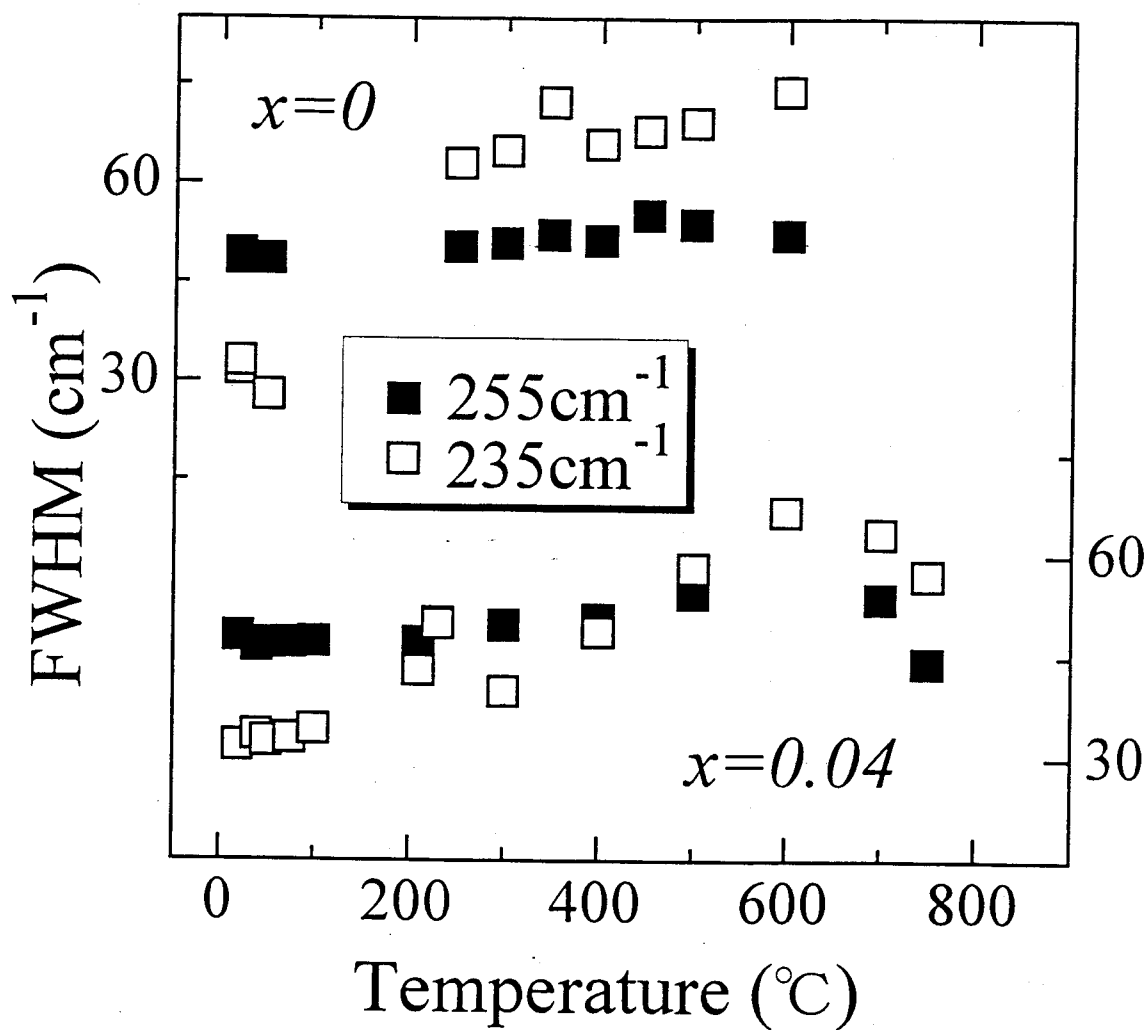 x=0
60
30
FWHM (cm⁻¹)
255cm⁻¹
235cm⁻¹
60
30
x=0.04
0 200 400 600 800
Temperature (℃)